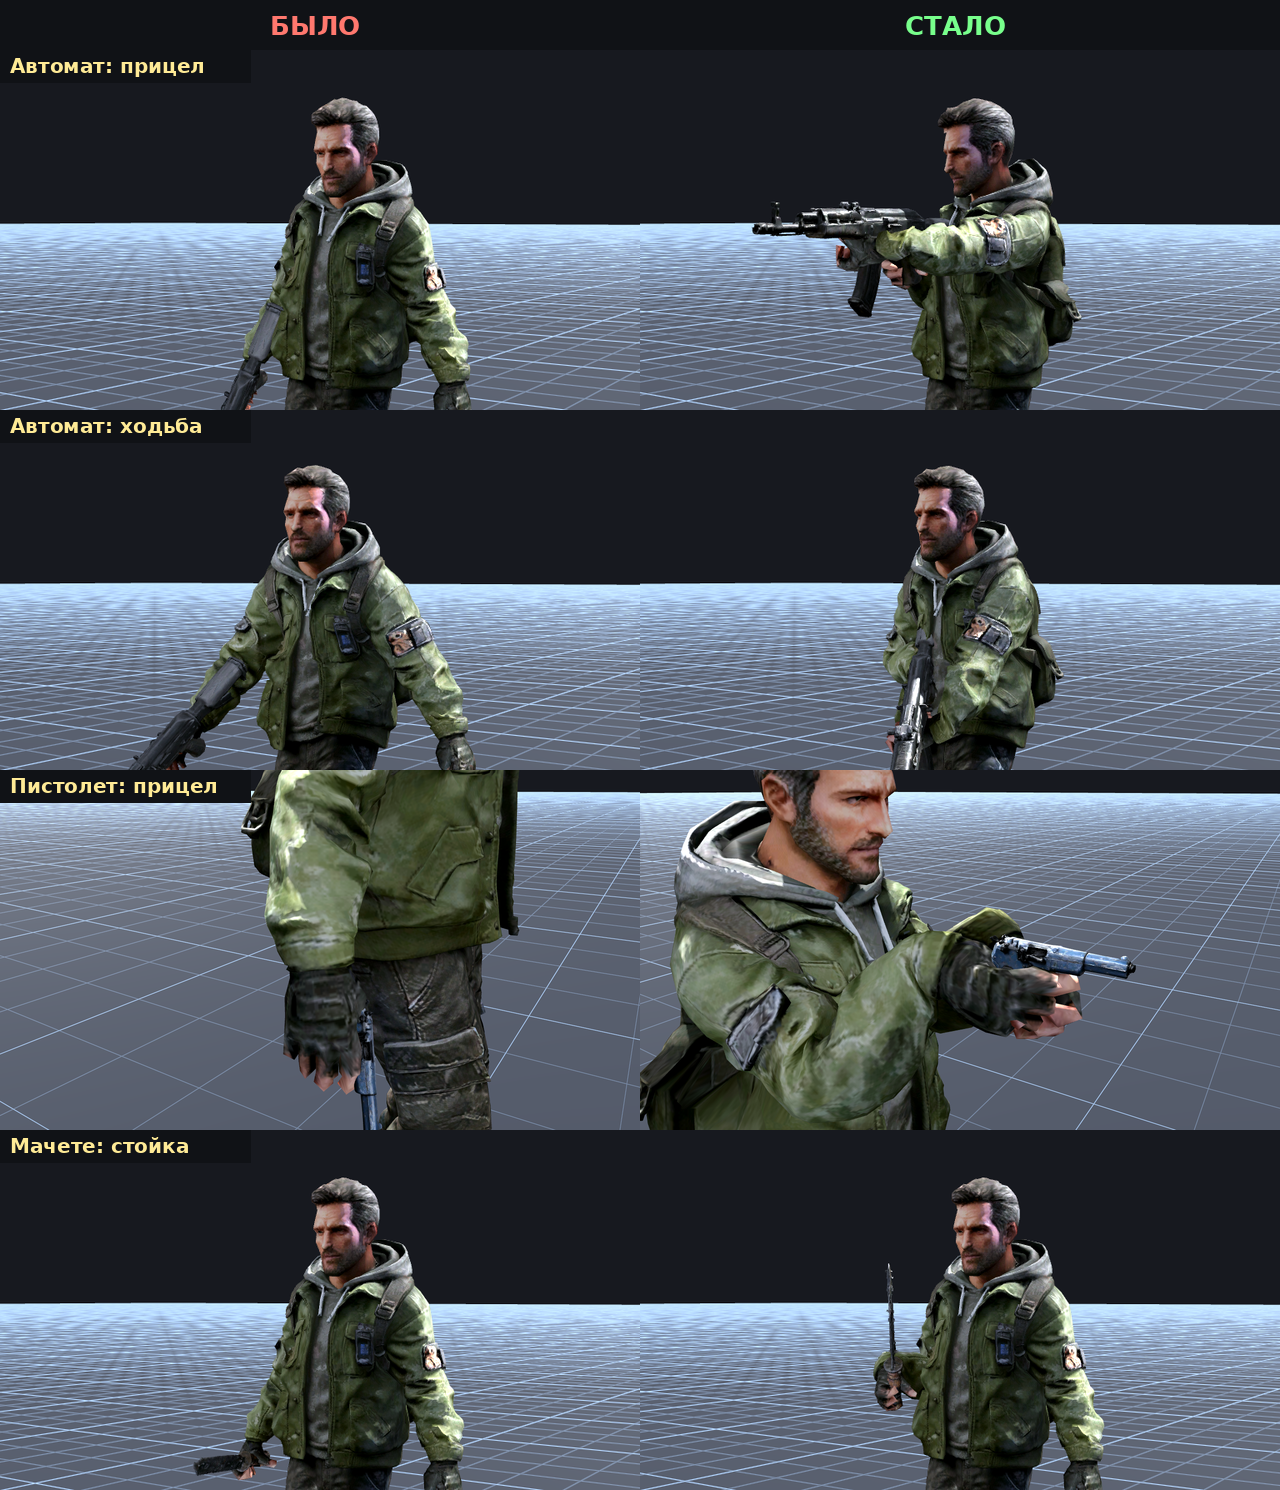 БЫЛО
СТАЛО
Автомат: прицел
Автомат: ходьба
Пистолет: прицел
Мачете: стойка